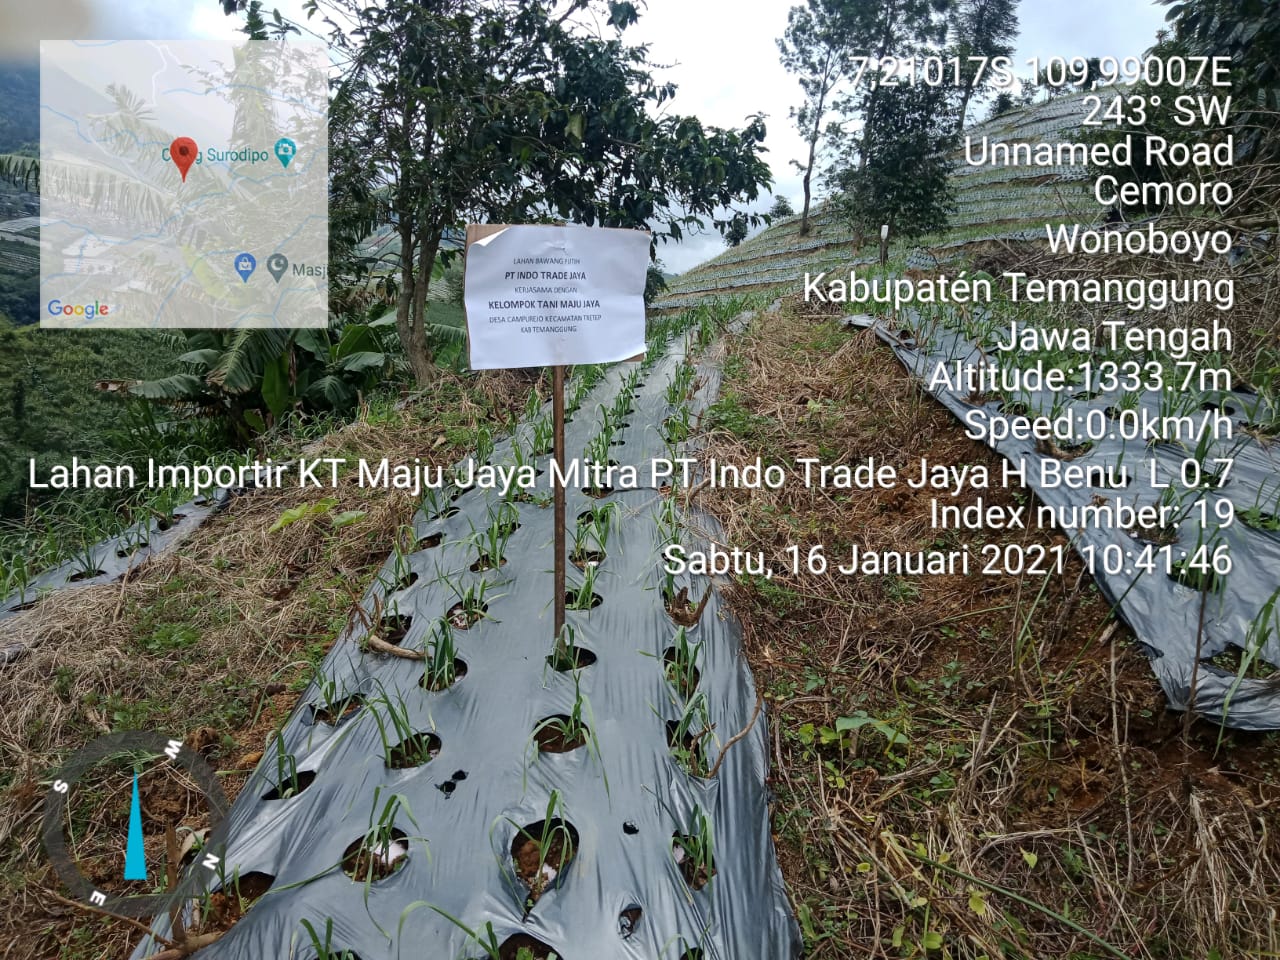 7,21017S 109,99007E
243° SW
Unnamed Road
Cemoro
Wonoboyo
Kabupatén Temanggung
Jawa Tengah
Altitude:1333.7m
Speed:0.0km/h
Lahan Importir KT Maju Jaya Mitra PT Indo Trade Jaya H Benu L 0.7
Index number: 19
Sabtu, 16 Januari 2021 10:41:46
Surodipo
Masj
Google
LAHAN BAWANG PUTIH
PT INDO TRADE JAYA
KERJASAMA DENGAN
KELOMPOK TANI MAJU JAYA
DESA CAMPUREJO KECAMATAN TRETEP
KAB TEMANGGUNG
W
S
N
E